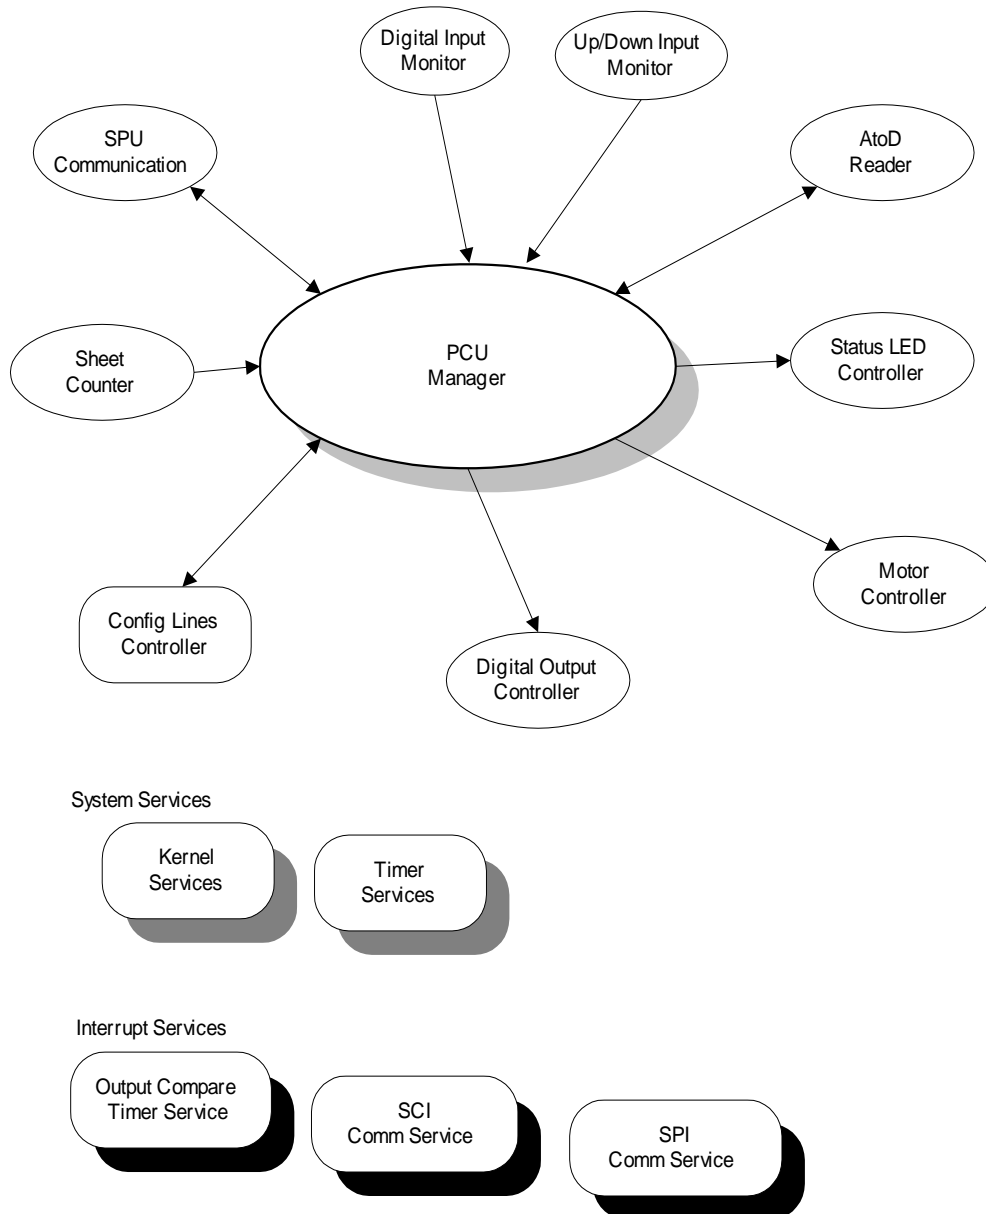 Digital Input
Monitor
Up/Down Input
Monitor
SPU
Communication
AtoD
Reader
Sheet
Counter
PCU
Manager
Status LED
Controller
Config Lines
Controller
Digital Output
Controller
Motor
Controller
System Services
Kernel
Services
Timer
Services
Interrupt Services
Output Compare
Timer Service
SCI
Comm Service
SPI
Comm Service